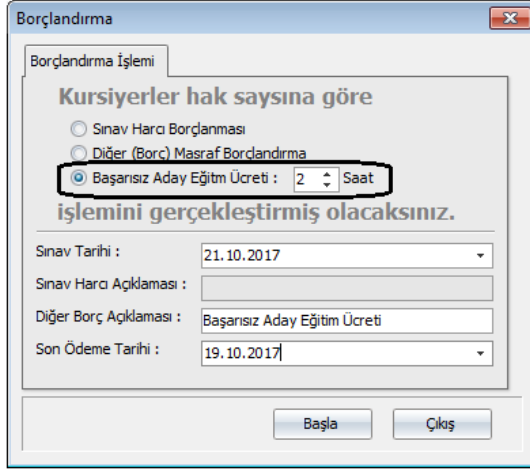 Borçlandırma
Borçlandırma İşlemi
Kursiyerler hak saysına göre
Sınav Harcı Borçlanması
Diğer (Borç) Masraf Borçlandırma
Başarısız Aday Eğitm Ücreti : 2 Saat
işlemini gerçekleştirmiş olacaksınız.
Sınav Tarihi : 21.10.2017
Sınav Harcı Açıklaması :
Diğer Borç Açıklaması : Başarısız Aday Eğitim Ücreti
Son Ödeme Tarihi : 19.10.2017
Başla Çıkış